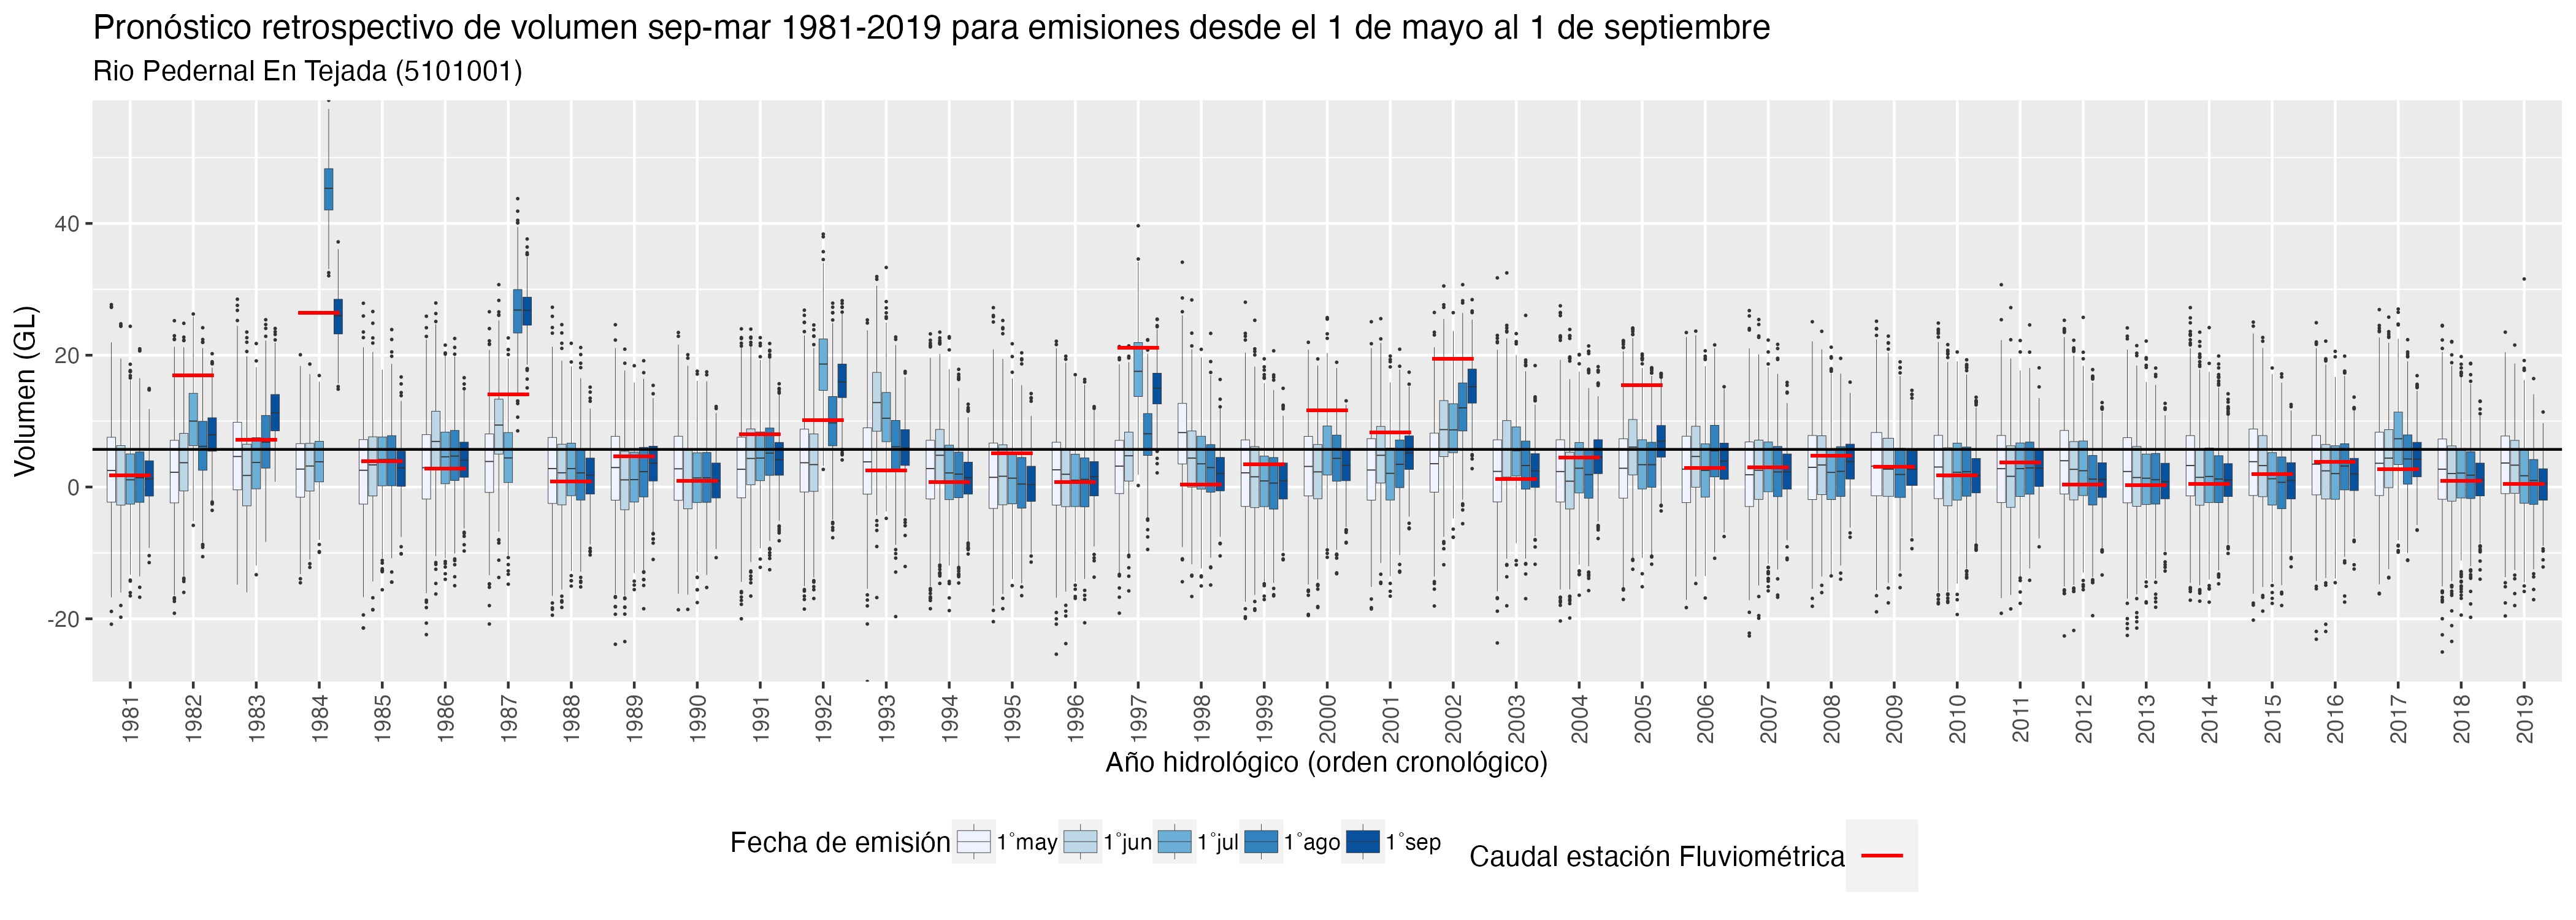 Pronóstico retrospectivo de volumen sep-mar 1981-2019 para emisiones desde el 1 de mayo al 1 de septiembre
Rio Pedernal En Tejada (5101001)
Volumen (GL)
40
20
0
-20
1981 1982 1983 1984 1985 1986 1987 1988 1989 1990 1991 1992 1993 1994 1995 1996 1997 1998 1999 2000 2001 2002 2003 2004 2005 2006 2007 2008 2009 2010 2011 2012 2013 2014 2015 2016 2017 2018 2019
Año hidrológico (orden cronológico)
Fecha de emisión 1°may 1°jun 1°jul 1°ago 1°sep Caudal estación Fluviométrica